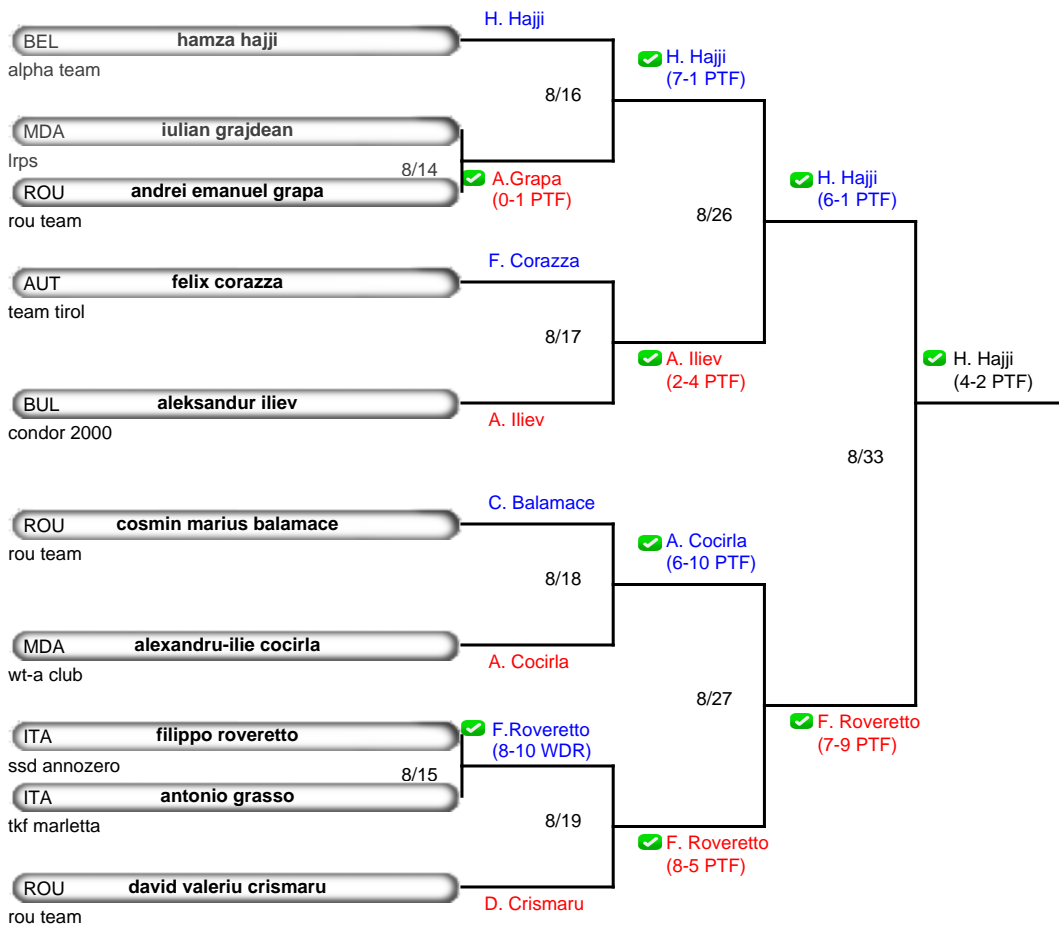 H. Hajji
BEL hamza hajji
alpha team
H. Hajji
(7-1 PTF)
8/16
MDA iulian grajdean
lrps
8/14
A.Grapa
(0-1 PTF)
ROU andrei emanuel grapa
rou team
H. Hajji
(6-1 PTF)
8/26
F. Corazza
AUT felix corazza
team tirol
8/17
A. Iliev
(2-4 PTF)
H. Hajji
(4-2 PTF)
BUL aleksandur iliev
condor 2000
A. Iliev
8/33
C. Balamace
ROU cosmin marius balamace
rou team
A. Cocirla
(6-10 PTF)
8/18
MDA alexandru-ilie cocirla
wt-a club
A. Cocirla
8/27
ITA filippo roveretto
ssd annozero
F.Roveretto
(8-10 WDR)
F. Roveretto
(7-9 PTF)
8/15
ITA antonio grasso
tkf marletta
8/19
F. Roveretto
(8-5 PTF)
ROU david valeriu crismaru
rou team
D. Crismaru